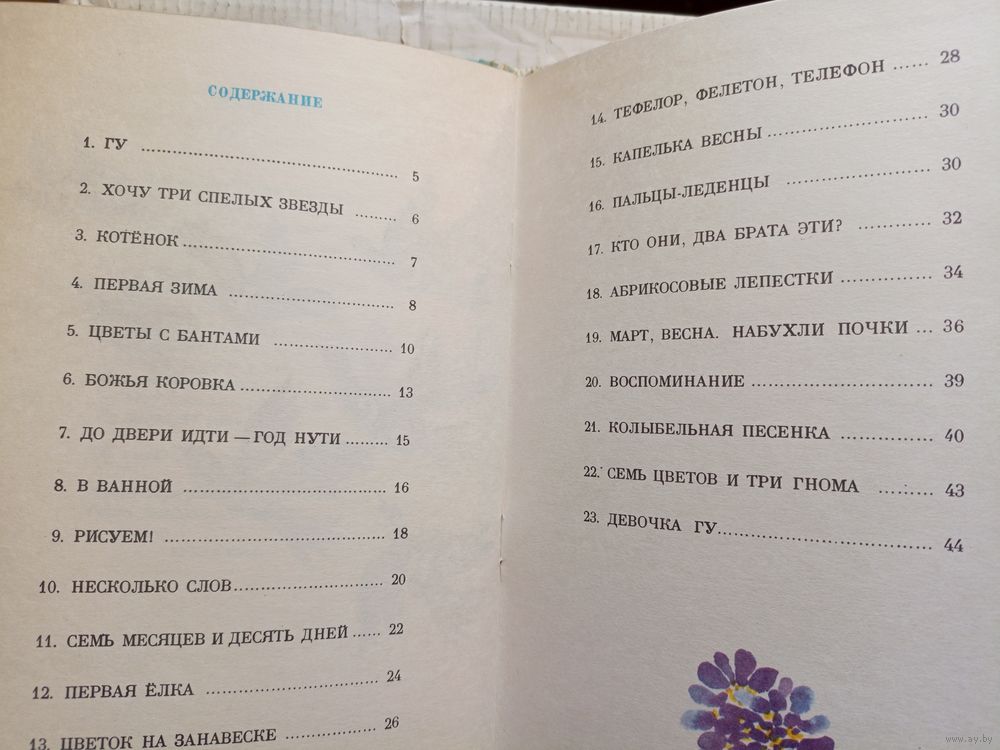 СОДЕРЖАНИЕ
1. ГУ ........ 5
2. ХОЧУ ТРИ СПЕЛЫХ ЗВЕЗДЫ ........ 6
3. КОТЁНОК ........ 7
4. ПЕРВАЯ ЗИМА ........ 8
5. ЦВЕТЫ С БАНТАМИ ........ 10
6. БОЖЬЯ КОРОВКА ........ 13
7. ДО ДВЕРИ ИДТИ — ГОД НУТИ ........ 15
8. В ВАННОЙ ........ 16
9. РИСУЕМ! ........ 18
10. НЕСКОЛЬКО СЛОВ ........ 20
11. СЕМЬ МЕСЯЦЕВ И ДЕСЯТЬ ДНЕЙ ...... 22
12. ПЕРВАЯ ЁЛКА ........ 24
13. ЦВЕТОК НА ЗАНАВЕСКЕ ........ 26
14. ТЕФЕЛОР, ФЕЛЕТОН, ТЕЛЕФОН ...... 28
15. КАПЕЛЬКА ВЕСНЫ ........ 30
16. ПАЛЬЦЫ-ЛЕДЕНЦЫ ........ 30
17. КТО ОНИ, ДВА БРАТА ЭТИ? ........ 32
18. АБРИКОСОВЫЕ ЛЕПЕСТКИ ........ 34
19. МАРТ, ВЕСНА. НАБУХЛИ ПОЧКИ ... 36
20. ВОСПОМИНАНИЕ ........ 39
21. КОЛЫБЕЛЬНАЯ ПЕСЕНКА ........ 40
22. СЕМЬ ЦВЕТОВ И ТРИ ГНОМА ........ 43
23. ДЕВОЧКА ГУ ........ 44
www.ay.by